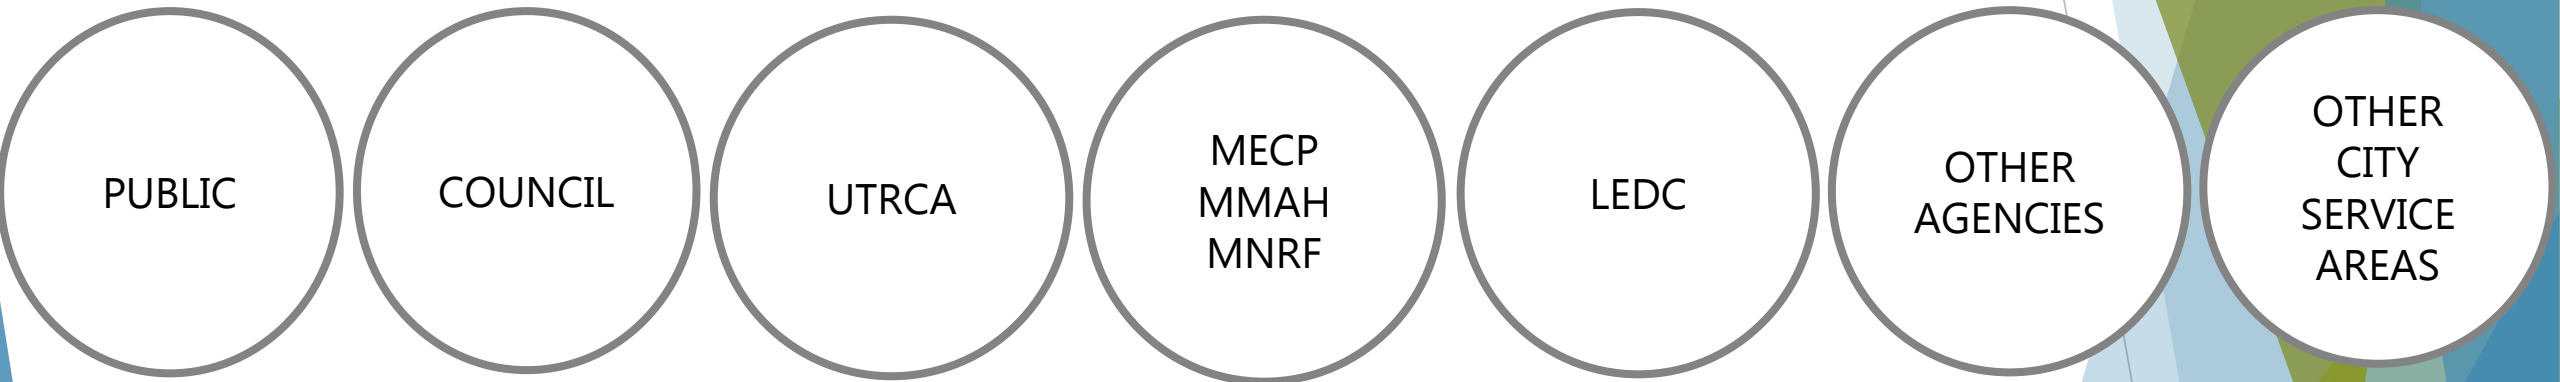 PUBLIC
COUNCIL
UTRCA
MECP
MMAH
MNRF
LEDC
OTHER
AGENCIES
OTHER
CITY
SERVICE
AREAS